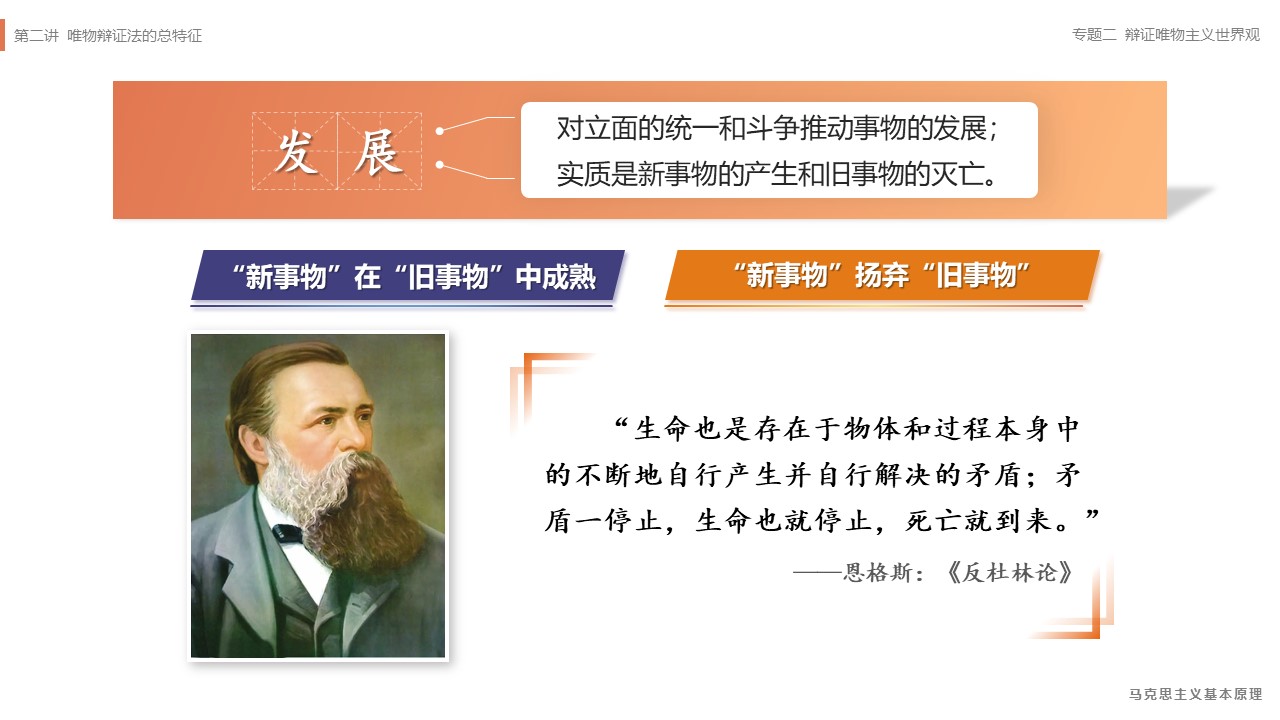 第二讲 唯物辩证法的总特征
专题二 辩证唯物主义世界观
发展
对立面的统一和斗争推动事物的发展；
实质是新事物的产生和旧事物的灭亡。
“新事物”在“旧事物”中成熟
“新事物”扬弃“旧事物”
“生命也是存在于物体和过程本身中
的不断地自行产生并自行解决的矛盾；矛
盾一停止，生命也就停止，死亡就到来。”
——恩格斯：《反杜林论》
马克思主义基本原理